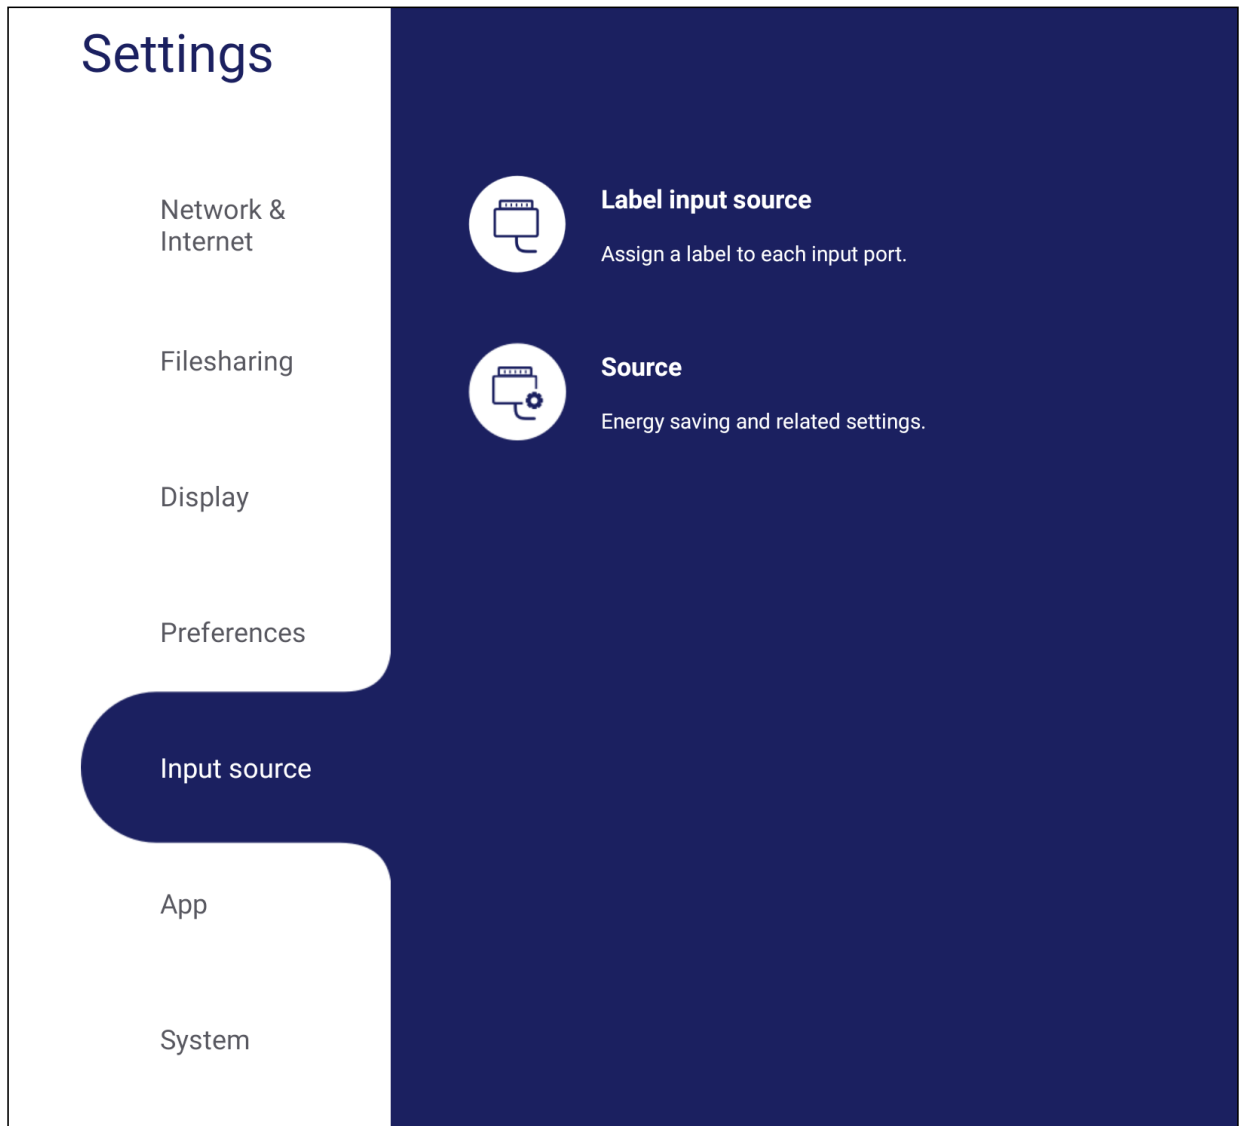 Settings
Network &
Internet
Filesharing
Display
Preferences
Input source
App
System
Label input source
Assign a label to each input port.
Source
Energy saving and related settings.